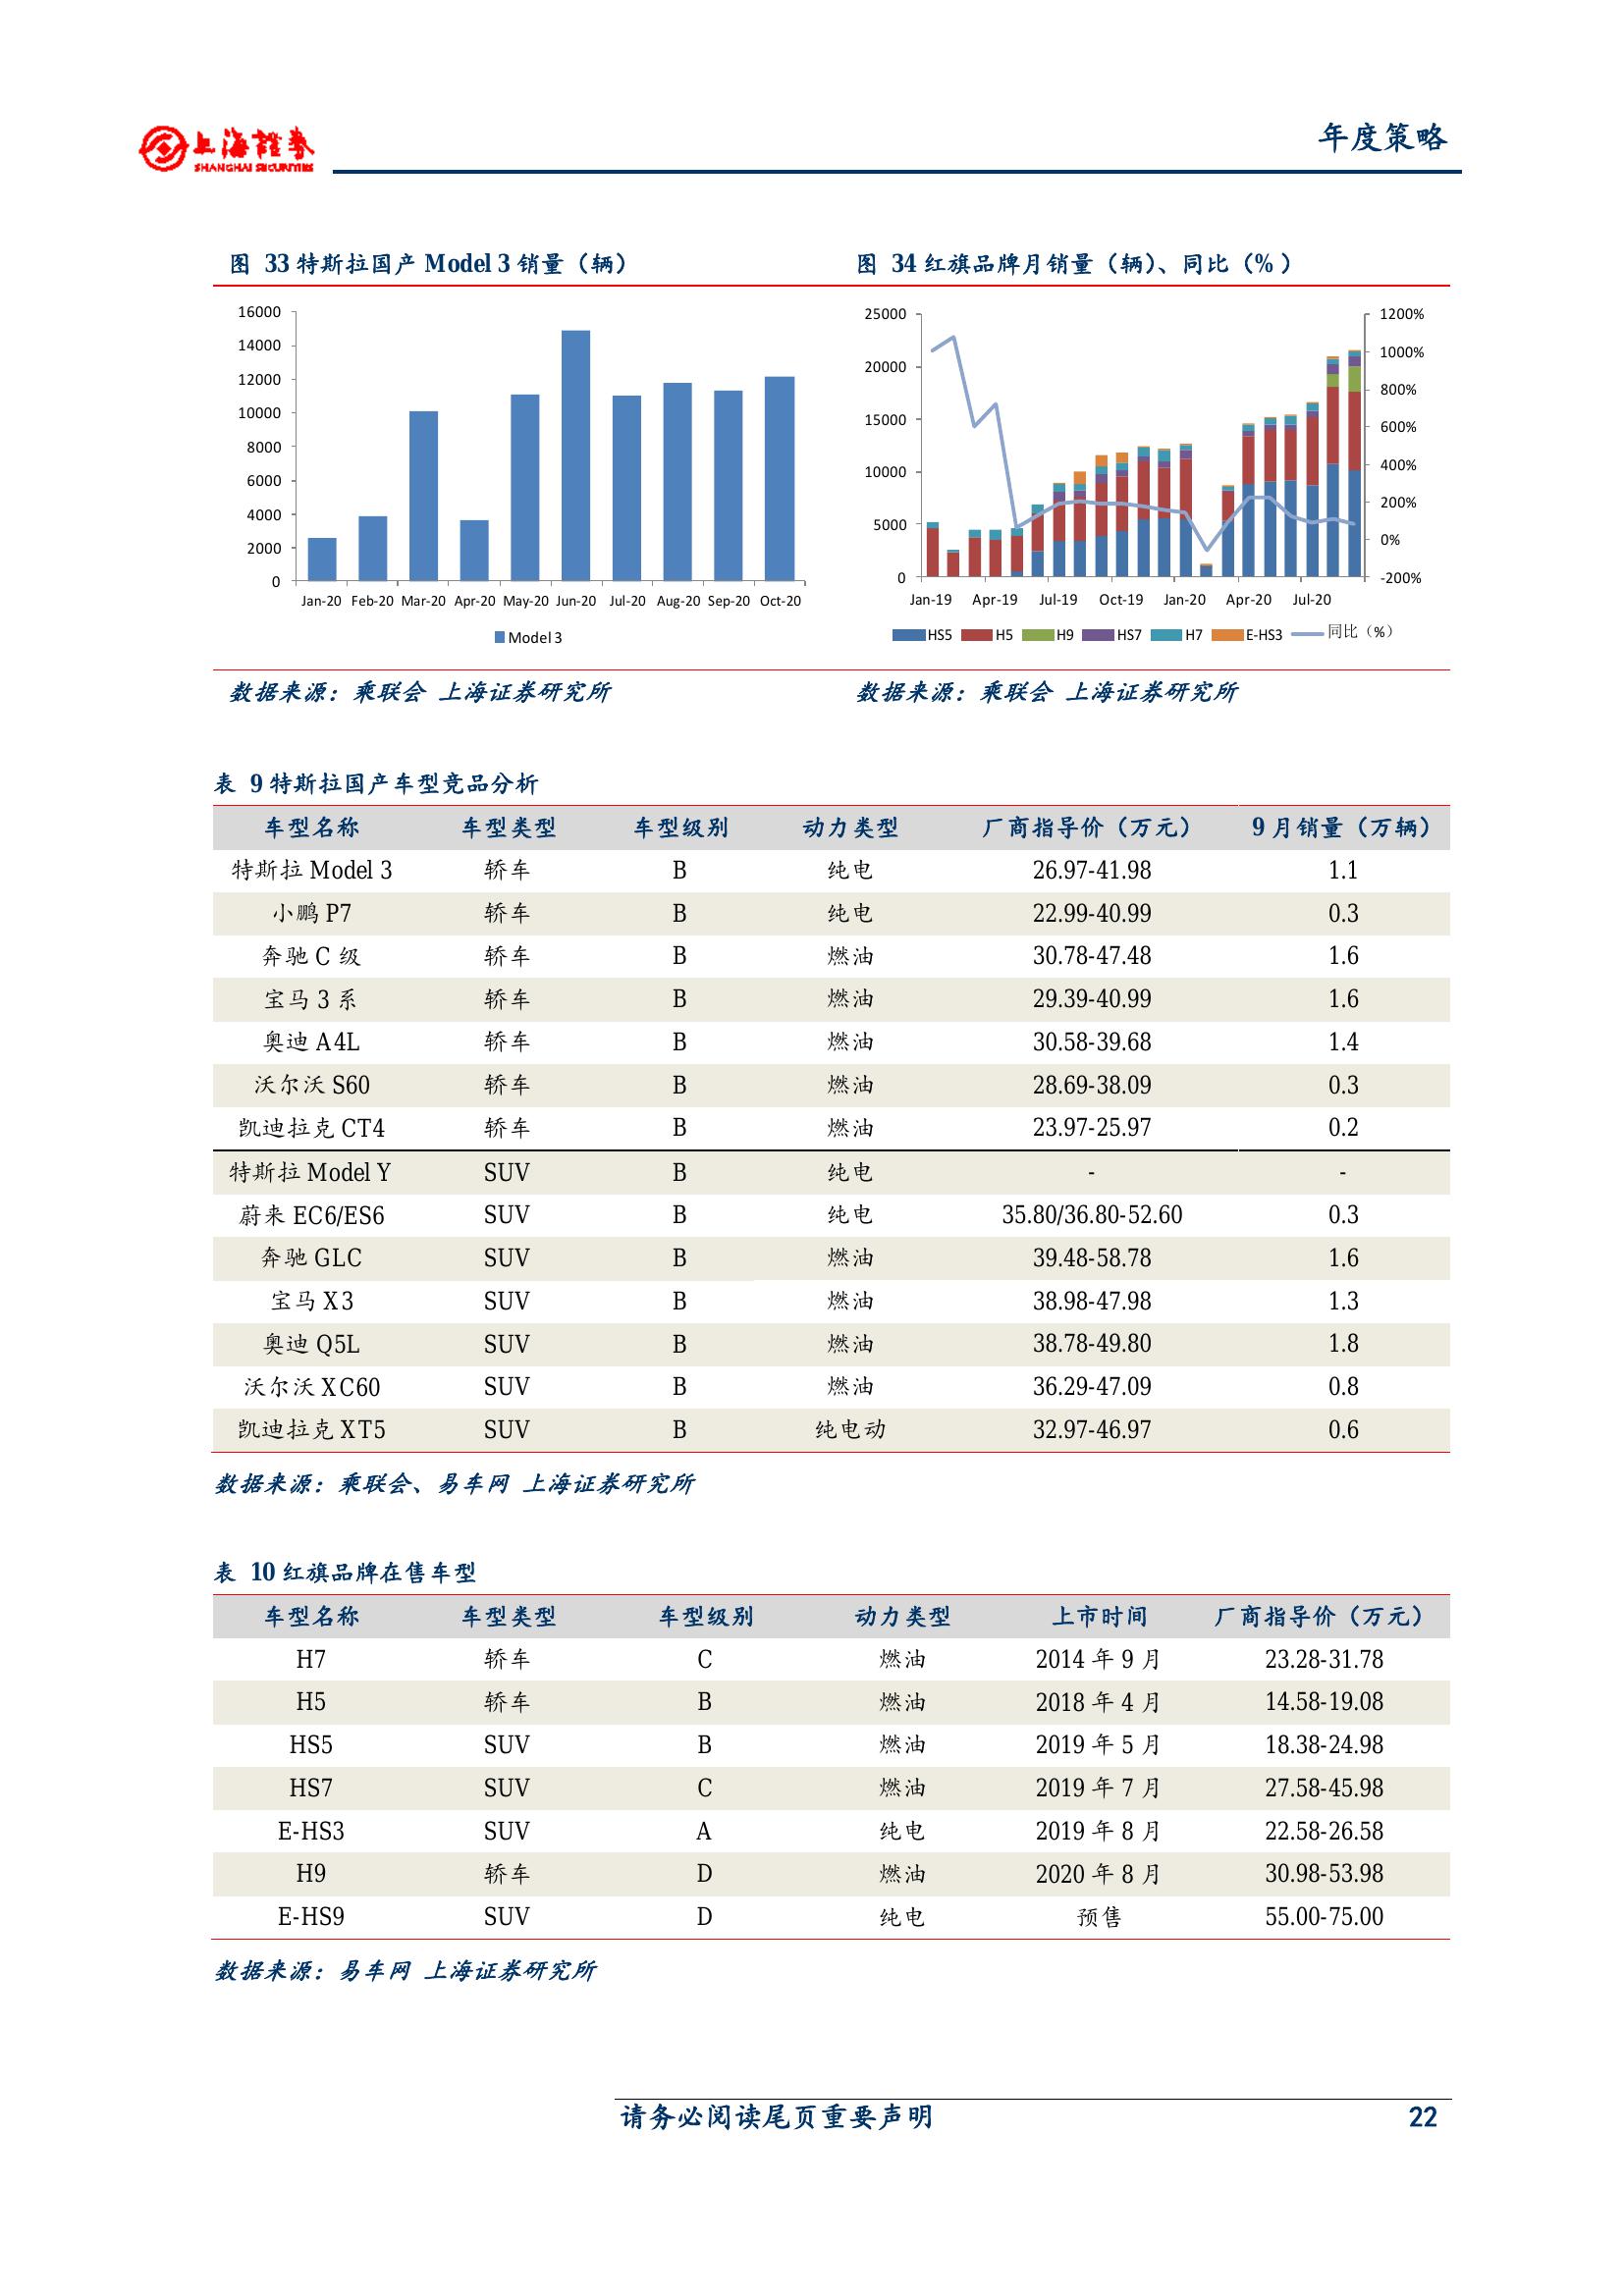 上海證券
SHANGHAI SECURITIES
年度策略
图 33 特斯拉国产 Model 3 销量（辆）
16000
14000
12000
10000
8000
6000
4000
2000
0
Jan-20 Feb-20 Mar-20 Apr-20 May-20 Jun-20 Jul-20 Aug-20 Sep-20 Oct-20
Model 3
数据来源：乘联会 上海证券研究所
图 34 红旗品牌月销量（辆）、同比（%）
25000
20000
15000
10000
5000
0
1200%
1000%
800%
600%
400%
200%
0%
-200%
Jan-19 Apr-19 Jul-19 Oct-19 Jan-20 Apr-20 Jul-20
HS5 H5 H9 HS7 H7 E-HS3 同比（%）
数据来源：乘联会 上海证券研究所
表 9 特斯拉国产车型竞品分析
车型名称 车型类型 车型级别 动力类型 厂商指导价（万元） 9 月销量（万辆）
特斯拉 Model 3 轿车 B 纯电 26.97-41.98 1.1
小鹏 P7 轿车 B 纯电 22.99-40.99 0.3
奔驰 C 级 轿车 B 燃油 30.78-47.48 1.6
宝马 3 系 轿车 B 燃油 29.39-40.99 1.6
奥迪 A4L 轿车 B 燃油 30.58-39.68 1.4
沃尔沃 S60 轿车 B 燃油 28.69-38.09 0.3
凯迪拉克 CT4 轿车 B 燃油 23.97-25.97 0.2
特斯拉 Model Y SUV B 纯电 - -
蔚来 EC6/ES6 SUV B 纯电 35.80/36.80-52.60 0.3
奔驰 GLC SUV B 燃油 39.48-58.78 1.6
宝马 X3 SUV B 燃油 38.98-47.98 1.3
奥迪 Q5L SUV B 燃油 38.78-49.80 1.8
沃尔沃 XC60 SUV B 燃油 36.29-47.09 0.8
凯迪拉克 XT5 SUV B 纯电动 32.97-46.97 0.6
数据来源：乘联会、易车网 上海证券研究所
表 10 红旗品牌在售车型
车型名称 车型类型 车型级别 动力类型 上市时间 厂商指导价（万元）
H7 轿车 C 燃油 2014 年 9 月 23.28-31.78
H5 轿车 B 燃油 2018 年 4 月 14.58-19.08
HS5 SUV B 燃油 2019 年 5 月 18.38-24.98
HS7 SUV C 燃油 2019 年 7 月 27.58-45.98
E-HS3 SUV A 纯电 2019 年 8 月 22.58-26.58
H9 轿车 D 燃油 2020 年 8 月 30.98-53.98
E-HS9 SUV D 纯电 预售 55.00-75.00
数据来源：易车网 上海证券研究所
请务必阅读尾页重要声明 22